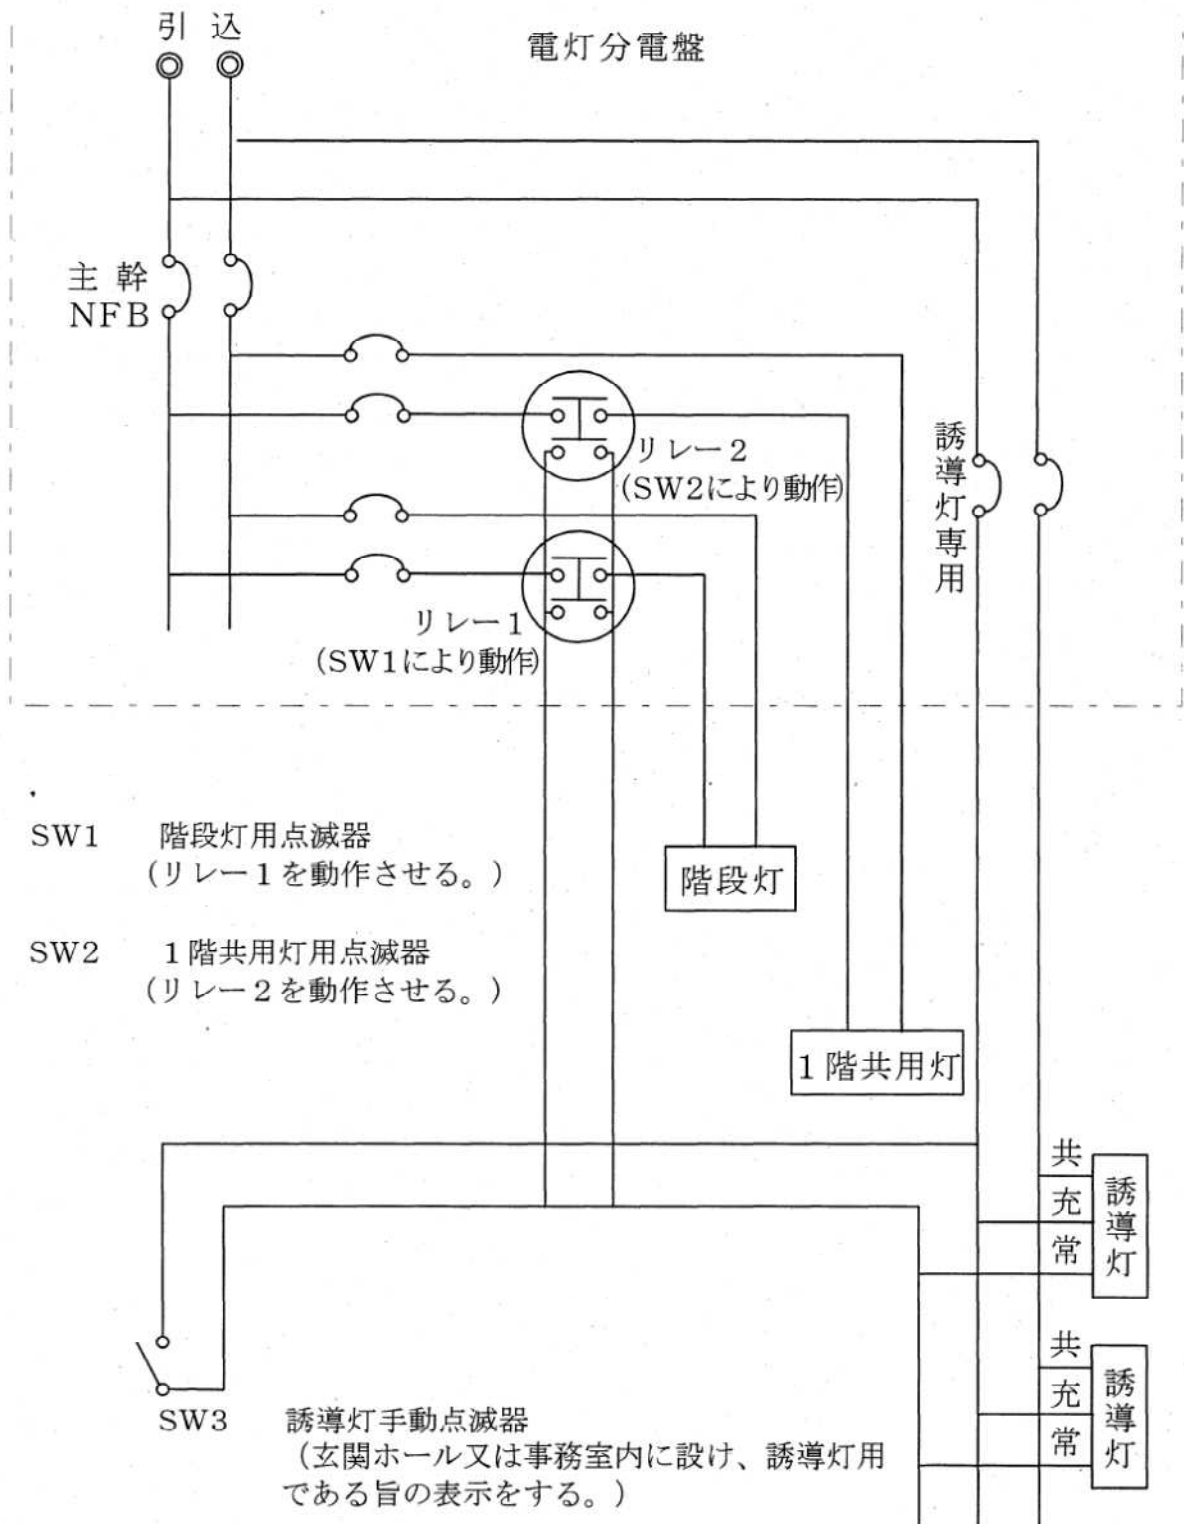 引込
電灯分電盤
主幹
NFB
リレー2
(SW2により動作)
誘導灯専用
リレー1
(SW1により動作)
SW1 階段灯用点滅器
(リレー1を動作させる。)
階段灯
SW2 1階共用灯用点滅器
(リレー2を動作させる。)
1階共用灯
共
充
常
誘導灯
共
充
常
誘導灯
SW3 誘導灯手動点滅器
(玄関ホール又は事務室内に設け、誘導灯用
である旨の表示をする。)